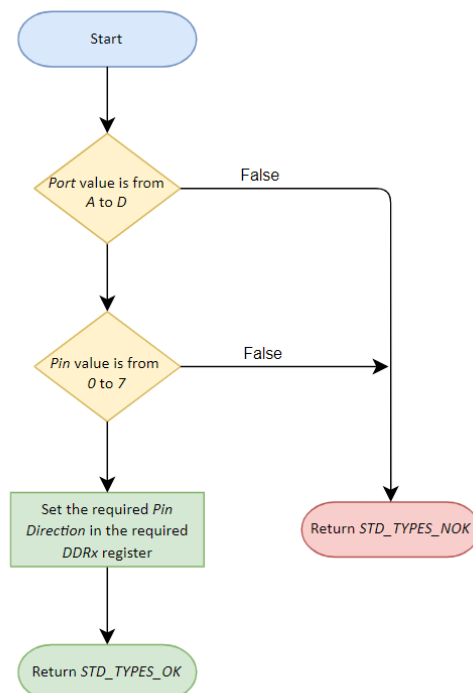 Start
Port value is from
A to D
False
Pin value is from
0 to 7
False
Set the required Pin
Direction in the required
DDRx register
Return STD_TYPES_NOK
Return STD_TYPES_OK